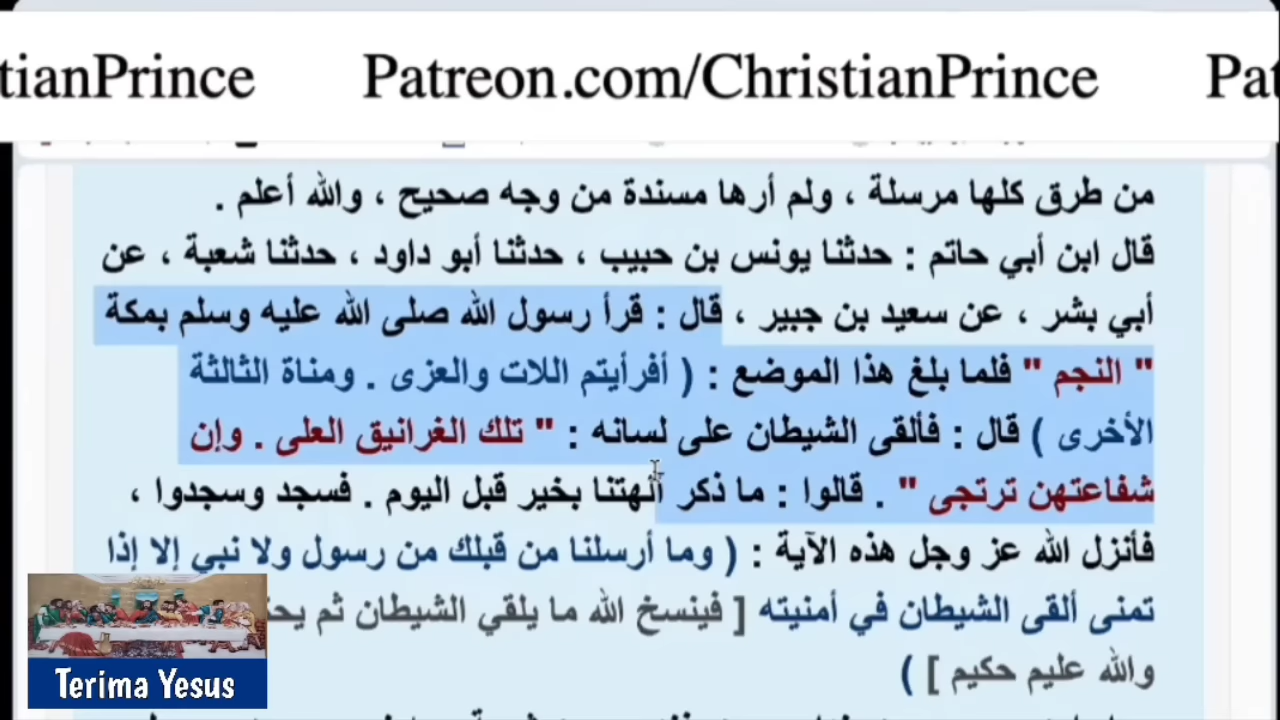 tianPrince Patreon.com/ChristianPrince Pat
من طرق كلها مرسلة ، ولم أرها مسندة من وجه صحيح ، والله أعلم .
قال ابن أبي حاتم : حدثنا يونس بن حبيب ، حدثنا أبو داود ، حدثنا شعبة ، عن
أبي بشر ، عن سعيد بن جبير ، قال : قرأ رسول الله صلى الله عليه وسلم بمكة
" النجم " فلما بلغ هذا الموضع : ( أفرأيتم اللات والعزى . ومناة الثالثة
الأخرى ) قال : فألقى الشيطان على لسانه : " تلك الغرانيق العلى . وإن
شفاعتهن ترتجى " . قالوا : ما ذكر آلهتنا بخير قبل اليوم . فسجد وسجدوا ،
فأنزل الله عز وجل هذه الآية : ( وما أرسلنا من قبلك من رسول ولا نبي إلا إذا
تمنى ألقى الشيطان في أمنيته [ فينسخ الله ما يلقي الشيطان ثم
والله عليم حكيم ] )
Terima Yesus